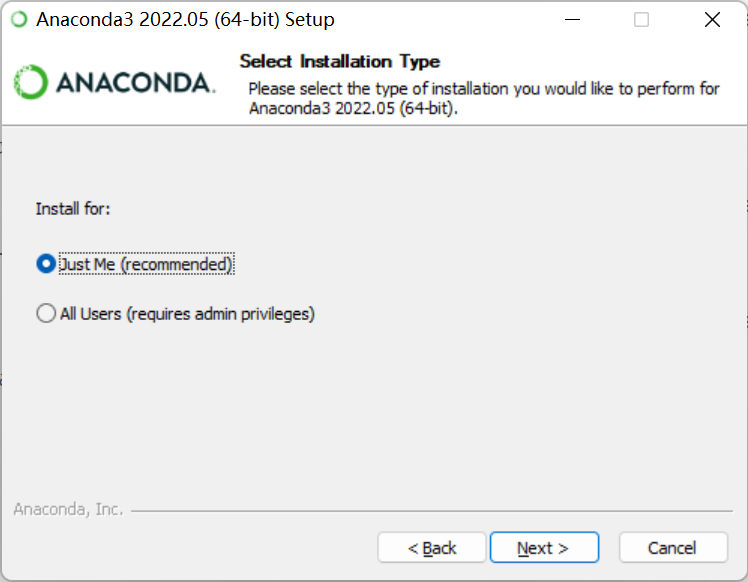 Anaconda3 2022.05 (64-bit) Setup
ANACONDA.
Select Installation Type
Please select the type of installation you would like to perform for
Anaconda3 2022.05 (64-bit).
Install for:
Just Me (recommended)
All Users (requires admin privileges)
Anaconda, Inc.
< Back
Next >
Cancel